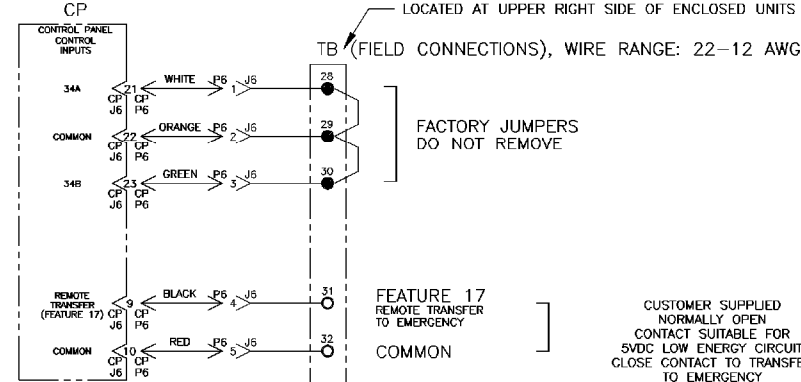 CP
LOCATED AT UPPER RIGHT SIDE OF ENCLOSED UNITS
CONTROL PANEL
CONTROL
INPUTS
TB (FIELD CONNECTIONS), WIRE RANGE: 22-12 AWG
34A 21 WHITE P6 1 J6 28
CP CP
J6 P6
COMMON 22 ORANGE P6 2 J6 29
CP CP
J6 P6
FACTORY JUMPERS
DO NOT REMOVE
34B 23 GREEN P6 3 J6 30
CP CP
J6 P6
REMOTE
TRANSFER
(FEATURE 17)
9 BLACK P6 4 J6 31
CP CP
J6 P6
FEATURE 17
REMOTE TRANSFER
TO EMERGENCY
COMMON 10 RED P6 5 J6 32 COMMON
CP CP
J6 P6
CUSTOMER SUPPLIED
NORMALLY OPEN
CONTACT SUITABLE FOR
5VDC LOW ENERGY CIRCUIT
CLOSE CONTACT TO
TO EMERGENCY